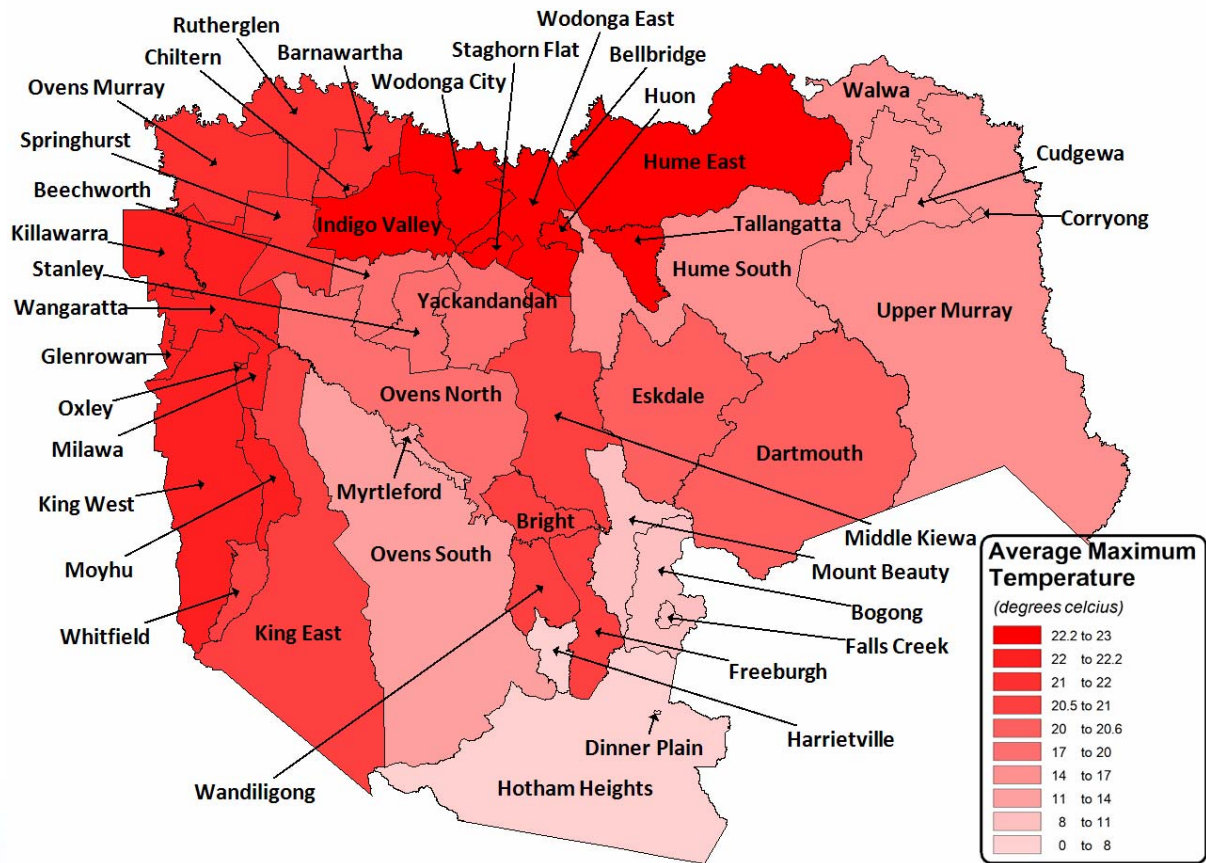 Rutherglen
Wodonga East
Chiltern
Barnawartha
Staghorn Flat
Bellbridge
Ovens Murray
Wodonga City
Huon
Walwa
Springhurst
Hume East
Cudgewa
Beechworth
Indigo Valley
Tallangatta
Corryong
Killawarra
Stanley
Yackandandah
Hume South
Wangaratta
Upper Murray
Glenrowan
Oxley
Ovens North
Eskdale
Milawa
Dartmouth
King West
Myrtleford
Bright
Middle Kiewa
Moyhu
Ovens South
Mount Beauty
Bogong
Whitfield
King East
Falls Creek
Freeburgh
Harrietville
Dinner Plain
Wandiligong
Hotham Heights
Average Maximum
Temperature
(degrees celcius)
22.2 to 23
22 to 22.2
21 to 22
20.5 to 21
20 to 20.6
17 to 20
14 to 17
11 to 14
8 to 11
0 to 8